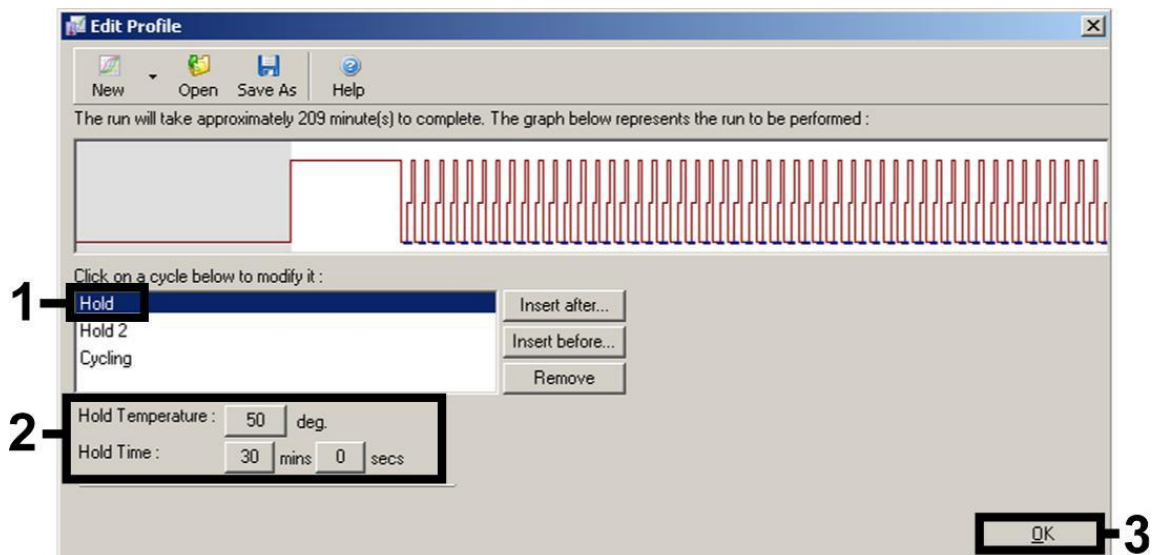 Edit Profile
New Open Save As Help
The run will take approximately 209 minute(s) to complete. The graph below represents the run to be performed :
Click on a cycle below to modify it :
1 Hold
Hold 2
Cycling
Insert after...
Insert before...
Remove
2
Hold Temperature : 50 deg.
Hold Time : 30 mins 0 secs
OK 3